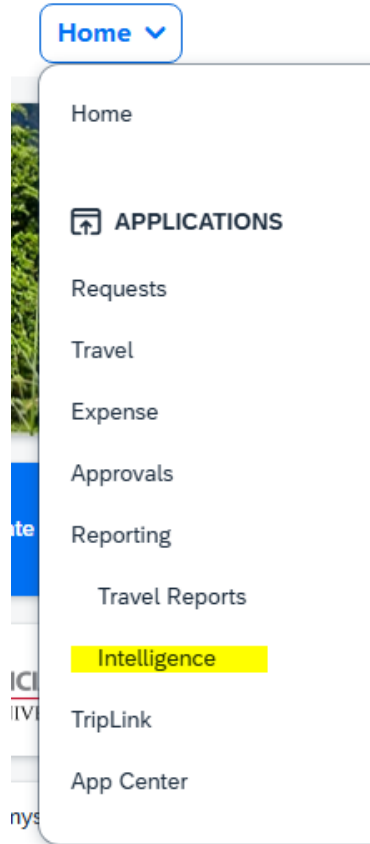 Home
Home
APPLICATIONS
Requests
Travel
Expense
Approvals
Reporting
Travel Reports
Intelligence
TripLink
App Center